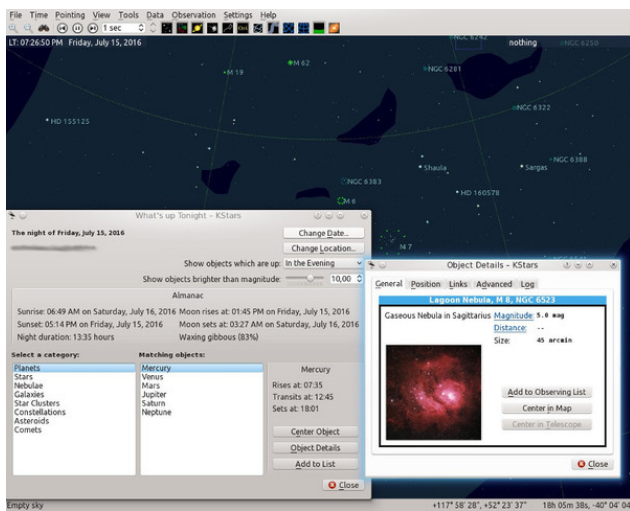 File Time Pointing View Tools Data Observation Settings Help
1 sec
LT: 07:26:50 PM Friday, July 15, 2016
nothing
NGC 6242
NGC 6250
M 62
M 19
NGC 6281
NGC 6322
HD 155125
NGC 6388
Shaula
Sargas
NGC 6383
HD 160578
M 6
M 7
What's up Tonight - KStars
The night of Friday, July 15, 2016
Change Date..
Change Location...
Show objects which are up: In the Evening
Show objects brighter than magnitude: 10,00
Almanac
Sunrise: 06:49 AM on Saturday, July 16, 2016 Moon rises at: 01:45 PM on Friday, July 15, 2016
Sunset: 05:14 PM on Friday, July 15, 2016 Moon sets at: 03:27 AM on Saturday, July 16, 2016
Night duration: 13:35 hours Waxing gibbous (83%)
Select a category:
Planets
Stars
Nebulae
Galaxies
Star Clusters
Constellations
Asteroids
Comets
Matching objects:
Mercury
Venus
Mars
Jupiter
Saturn
Neptune
Mercury
Rises at: 07:35
Transits at: 12:45
Sets at: 18:01
Center Object
Object Details
Add to List
Close
Object Details - KStars
General Position Links Advanced Log
Lagoon Nebula, M 8, NGC 6523
Gaseous Nebula in Sagittarius
Magnitude: 5.0 mag
Distance: --
Size: 45 arcmin
Add to Observing List
Center in Map
Center in Telescope
Close
Empty sky
+117° 58' 28", +52° 23' 37"
18h 05m 38s, -40° 04' 04